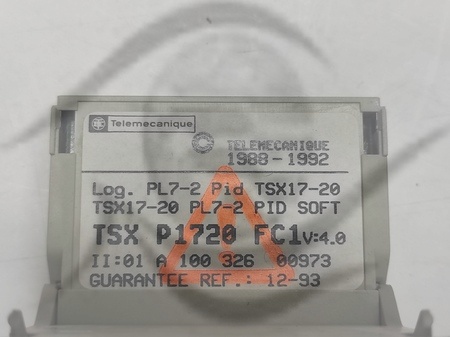 Telemecanique
TELEMECANIQUE
1988-1992
Log. PL7-2 Pid TSX17-20
TSX17-20 PL7-2 PID SOFT
TSX P1720 FC1 V:4.0
II:01 A 100 326 00973
GUARANTEE REF.: 12-93